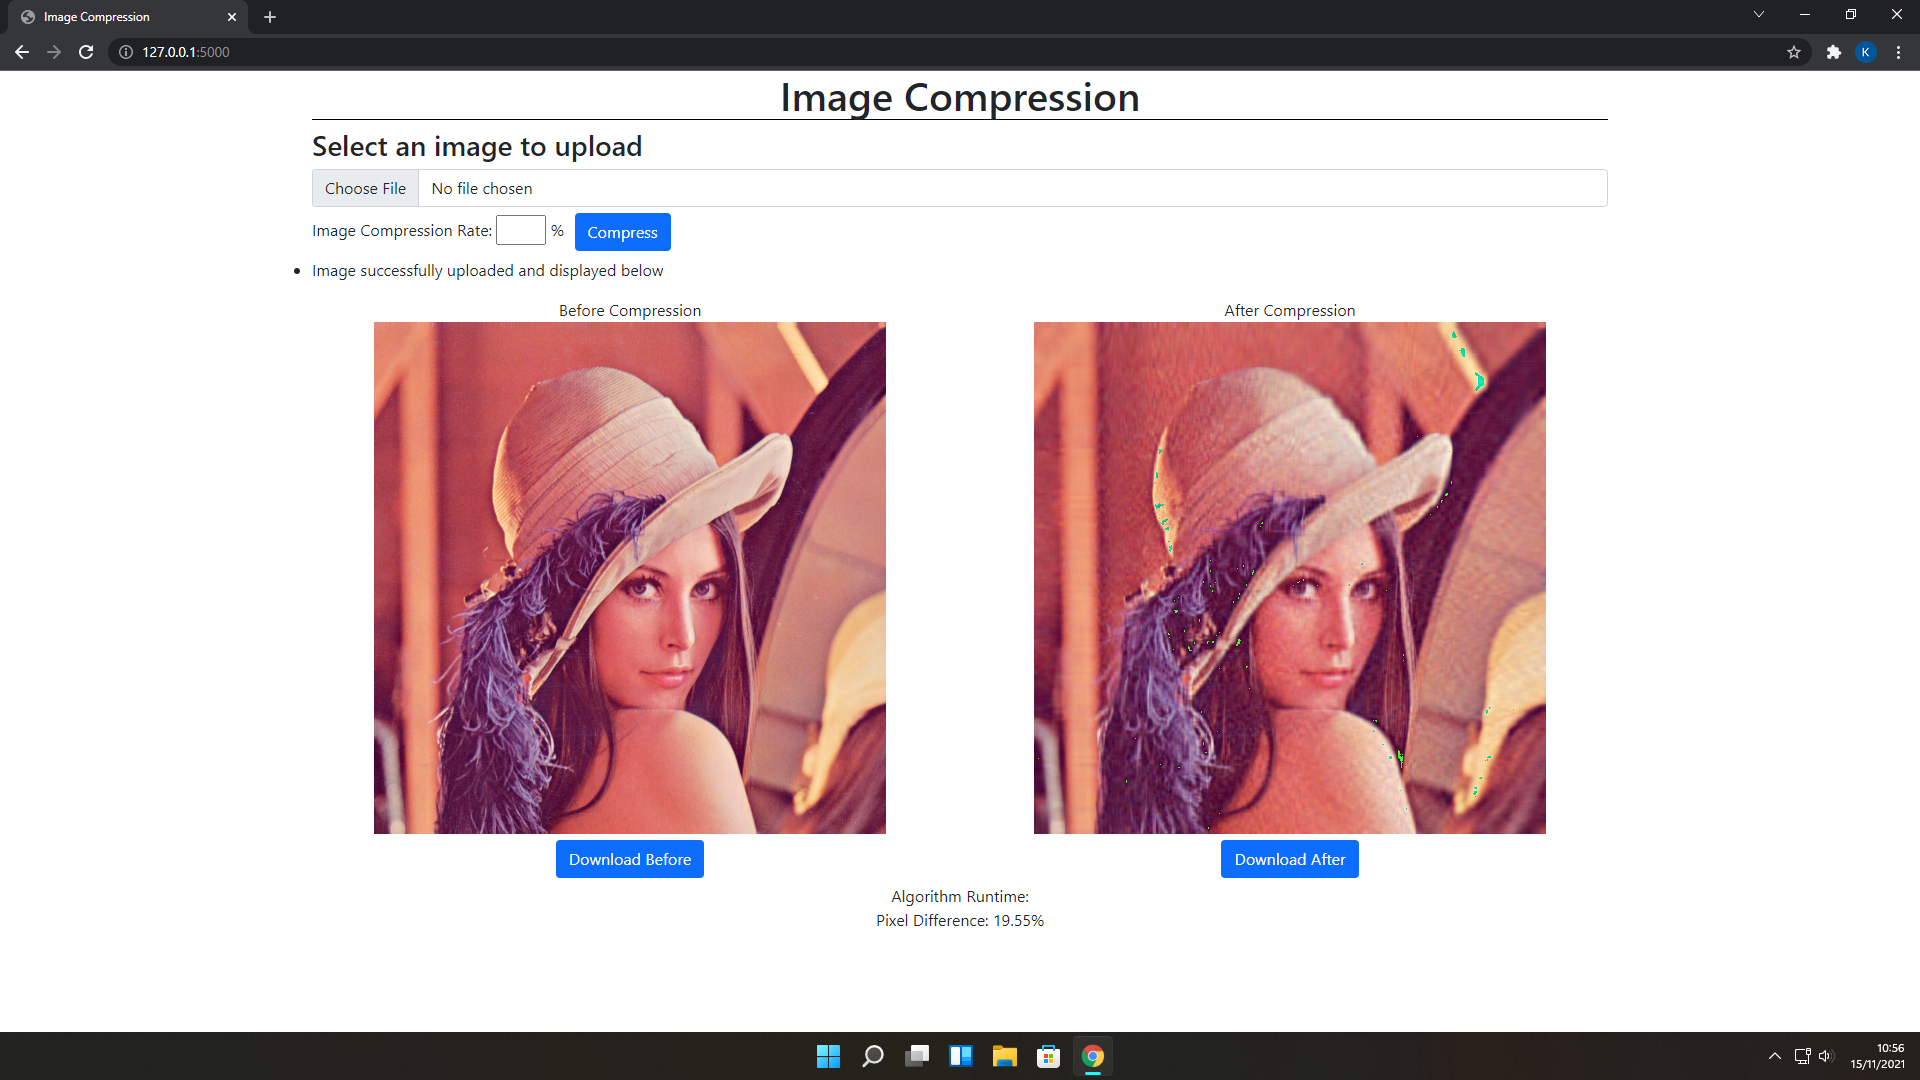 Image Compression
127.0.0.1:5000
K
Image Compression
Select an image to upload
Choose File No file chosen
Image Compression Rate: % Compress
Image successfully uploaded and displayed below
Before Compression After Compression
Download Before Download After
Algorithm Runtime:
Pixel Difference: 19.55%
10:56
15/11/2021